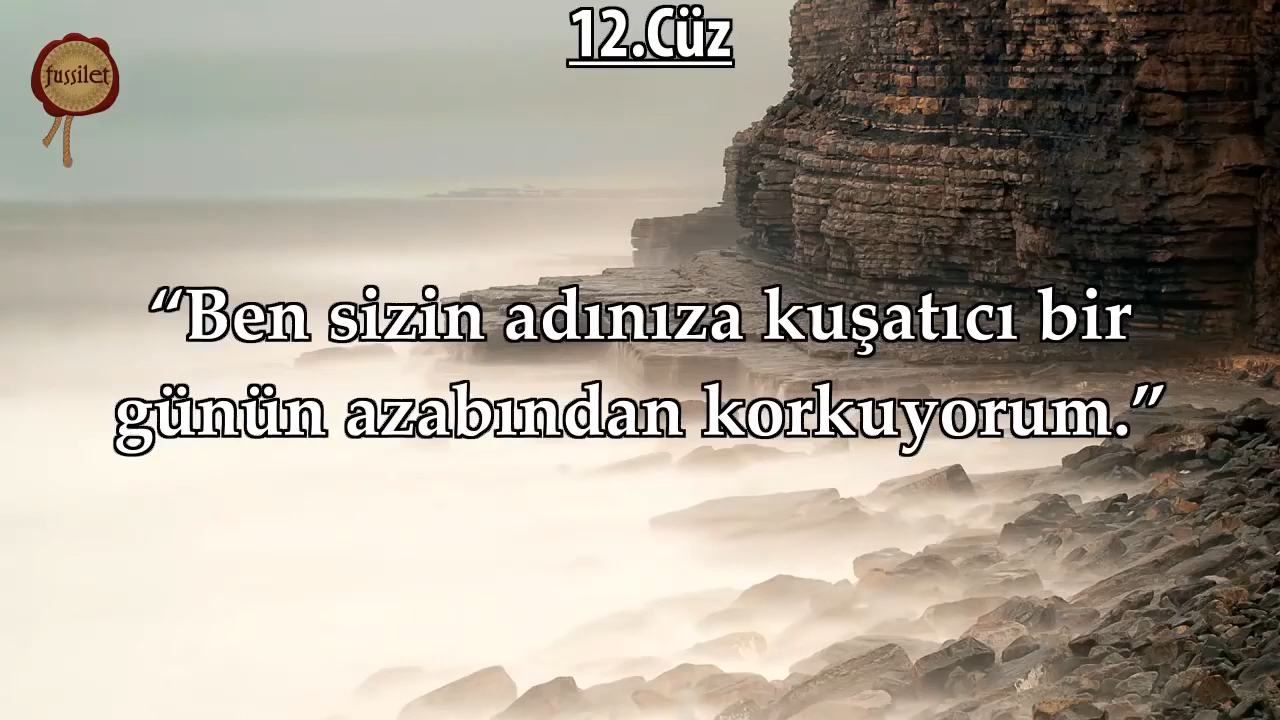 12.Cüz
fussilet
“Ben sizin adınıza kuşatıcı bir
günün azabından korkuyorum.”